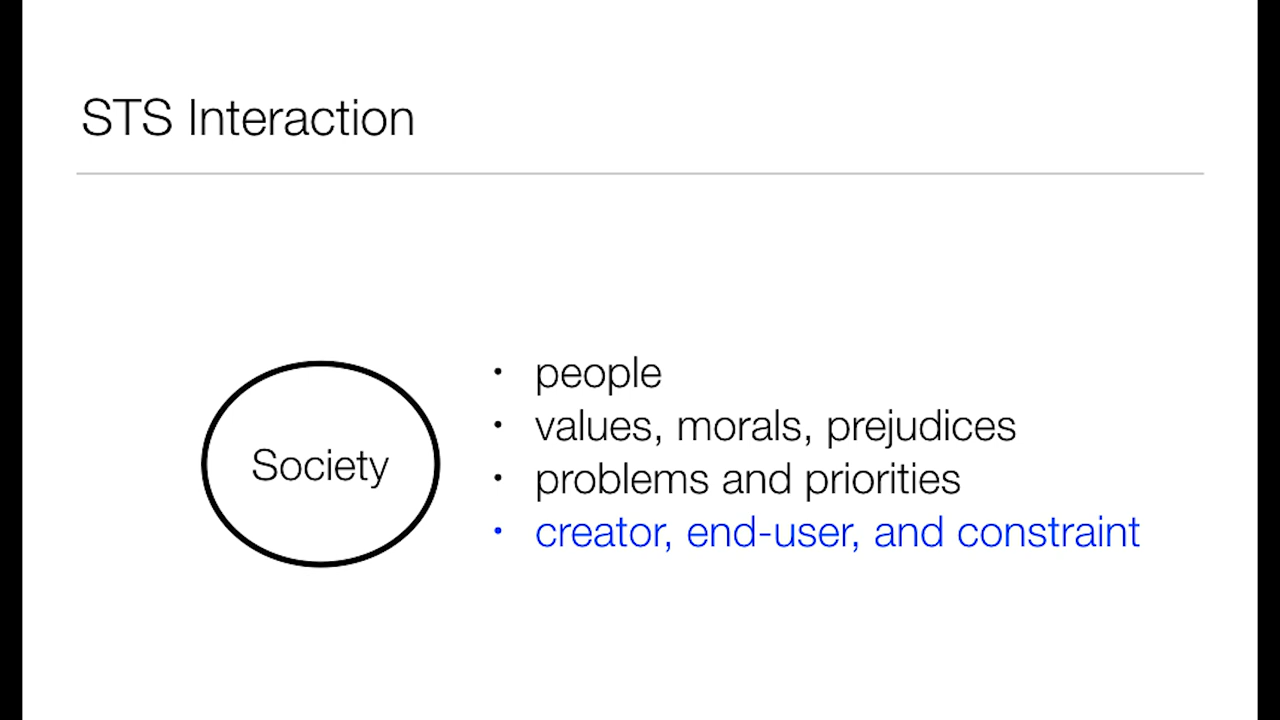 STS Interaction
Society
• people
• values, morals, prejudices
• problems and priorities
• creator, end-user, and constraint